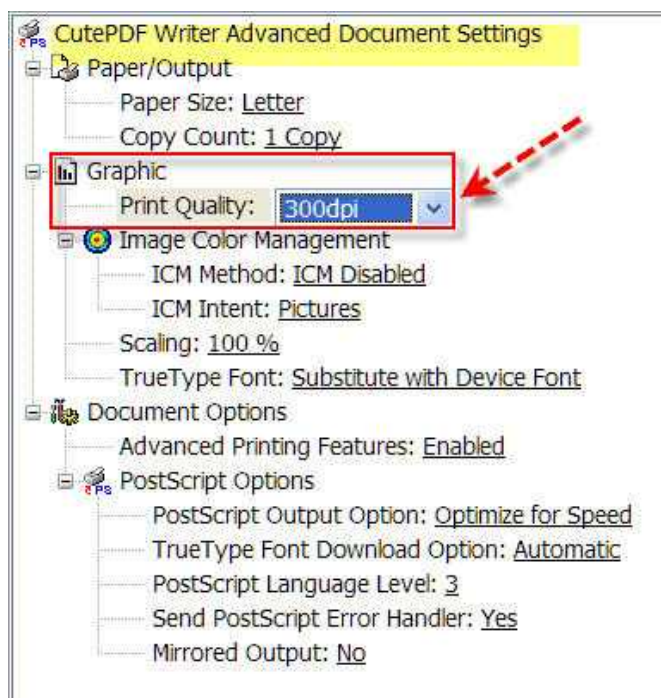 CutePDF Writer Advanced Document Settings
Paper/Output
Paper Size: Letter
Copy Count: 1 Copy
Graphic
Print Quality: 300dpi
Image Color Management
ICM Method: ICM Disabled
ICM Intent: Pictures
Scaling: 100 %
TrueType Font: Substitute with Device Font
Document Options
Advanced Printing Features: Enabled
PostScript Options
PostScript Output Option: Optimize for Speed
TrueType Font Download Option: Automatic
PostScript Language Level: 3
Send PostScript Error Handler: Yes
Mirrored Output: No